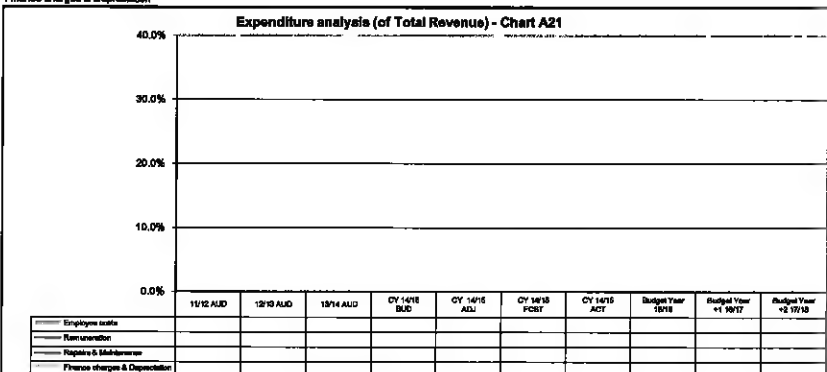 Finance charges & Depreciation
Expenditure analysis (of Total Revenue) - Chart A21
40.0%
30.0%
20.0%
10.0%
0.0%
11/12 AUD 12/13 AUD 13/14 AUD CY 14/15 BUD CY 14/15 ADJ CY 14/15 FCST CY 14/15 ACT Budget Year 15/16 Budget Year +1 16/17 Budget Year +2 17/18
Employee costs
Remuneration
Repairs & Maintenance
Finance charges & Depreciation